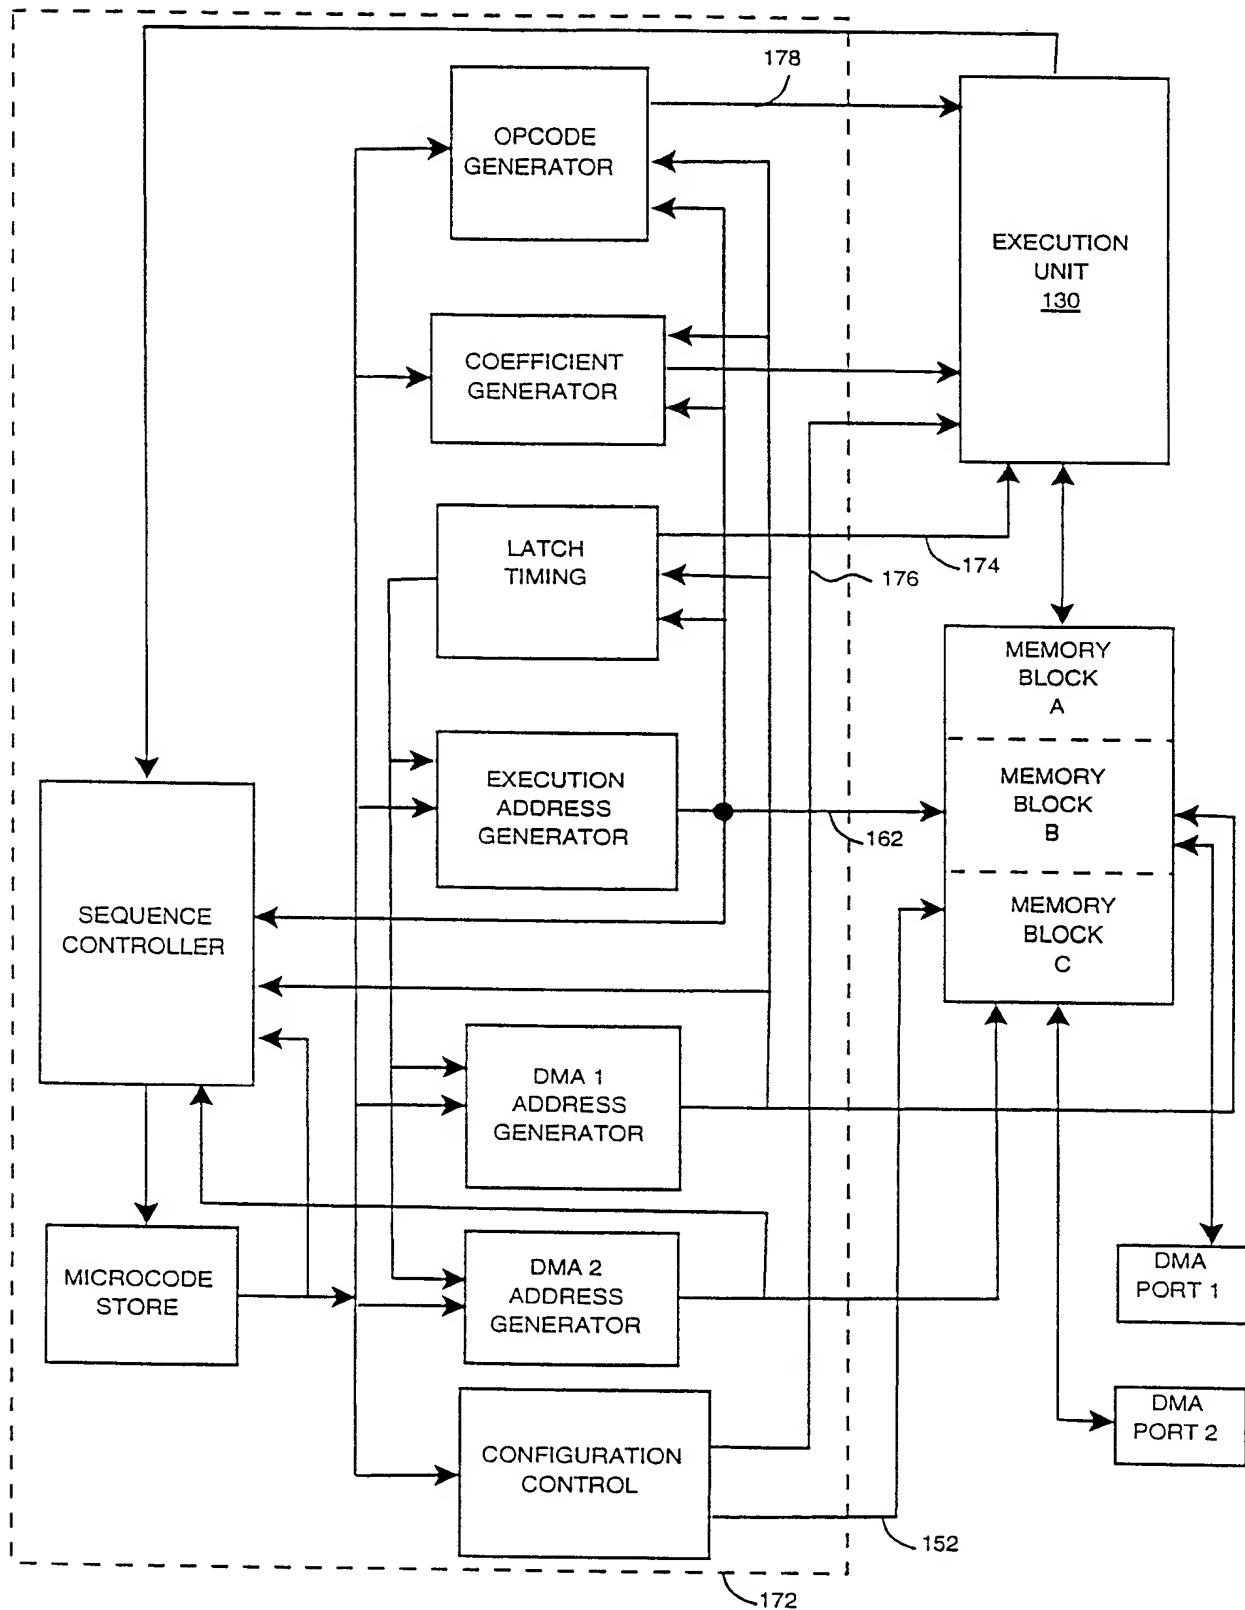 178
OPCODE
GENERATOR
EXECUTION
UNIT
130
COEFFICIENT
GENERATOR
LATCH
TIMING
174
176
MEMORY
BLOCK
A
EXECUTION
ADDRESS
GENERATOR
MEMORY
BLOCK
B
162
SEQUENCE
CONTROLLER
MEMORY
BLOCK
C
DMA 1
ADDRESS
GENERATOR
MICROCODE
STORE
DMA 2
ADDRESS
GENERATOR
DMA
PORT 1
DMA
PORT 2
CONFIGURATION
CONTROL
152
172